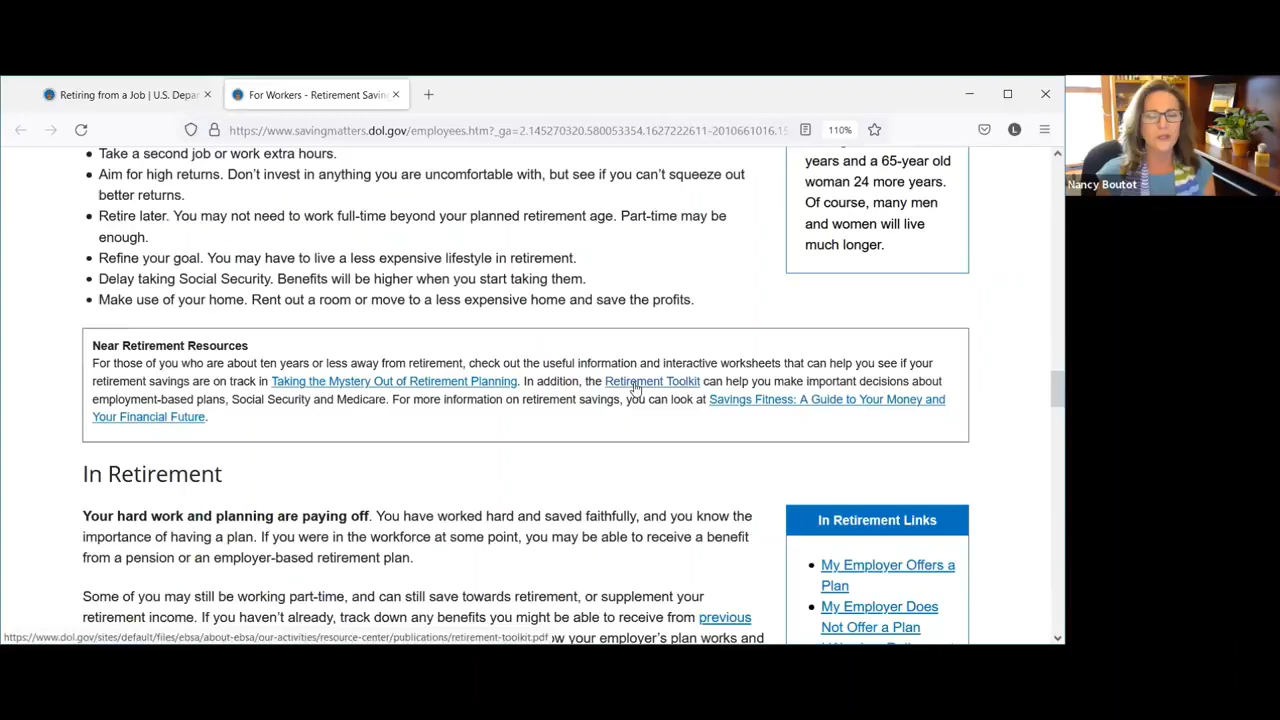 Retiring from a Job | U.S. Depar
For Workers - Retirement Savin
https://www.savingmatters.dol.gov/employees.htm?_ga=2.145270320.580053354.1627222611-2010661016.15
110%
L
Nancy Boutot
• Take a second job or work extra hours.
• Aim for high returns. Don't invest in anything you are uncomfortable with, but see if you can't squeeze out
better returns.
• Retire later. You may not need to work full-time beyond your planned retirement age. Part-time may be
enough.
• Refine your goal. You may have to live a less expensive lifestyle in retirement.
• Delay taking Social Security. Benefits will be higher when you start taking them.
• Make use of your home. Rent out a room or move to a less expensive home and save the profits.
years and a 65-year old
woman 24 more years.
Of course, many men
and women will live
much longer.
Near Retirement Resources
For those of you who are about ten years or less away from retirement, check out the useful information and interactive worksheets that can help you see if your
retirement savings are on track in Taking the Mystery Out of Retirement Planning. In addition, the Retirement Toolkit can help you make important decisions about
employment-based plans, Social Security and Medicare. For more information on retirement savings, you can look at Savings Fitness: A Guide to Your Money and
Your Financial Future.
In Retirement
Your hard work and planning are paying off. You have worked hard and saved faithfully, and you know the
importance of having a plan. If you were in the workforce at some point, you may be able to receive a benefit
from a pension or an employer-based retirement plan.
Some of you may still be working part-time, and can still save towards retirement, or supplement your
retirement income. If you haven't already, track down any benefits you might be able to receive from previous
your employer's plan works and
In Retirement Links
• My Employer Offers a
Plan
• My Employer Does
Not Offer a Plan
https://www.dol.gov/sites/default/files/ebsa/about-ebsa/our-activities/resource-center/publications/retirement-toolkit.pdf